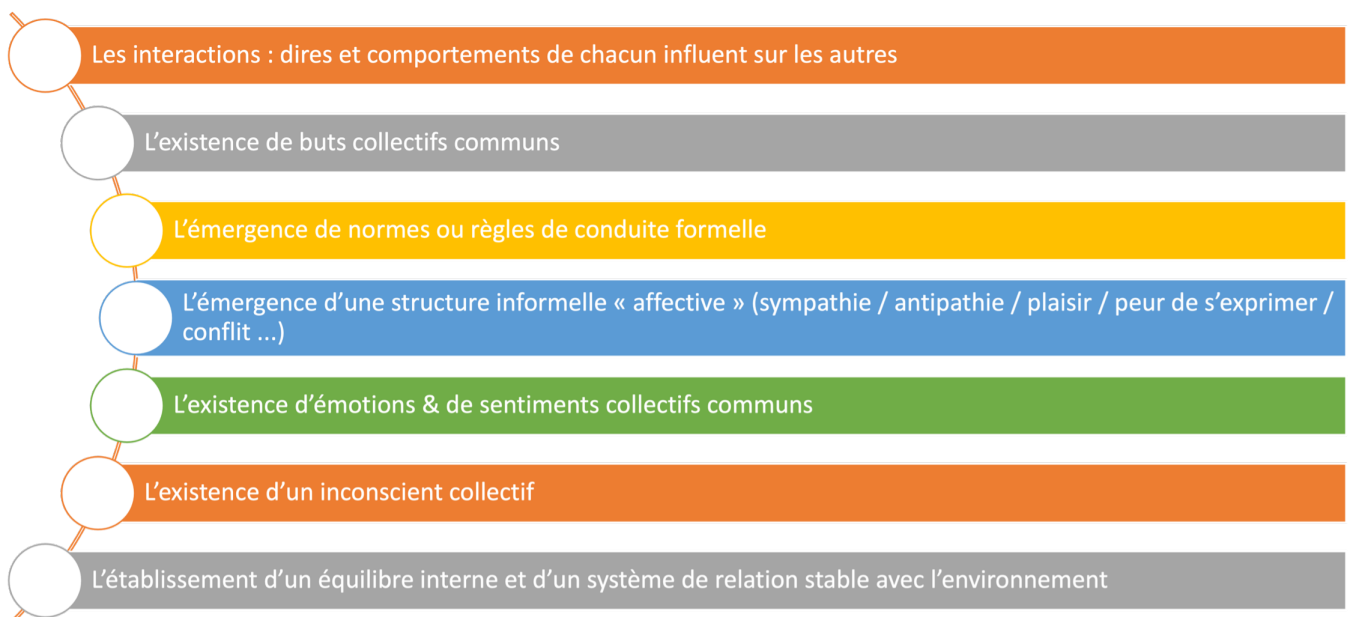 Les interactions : dires et comportements de chacun influent sur les autres
L’existence de buts collectifs communs
L’émergence de normes ou règles de conduite formelle
L’émergence d’une structure informelle « affective » (sympathie / antipathie / plaisir / peur de s’exprimer /
conflit ...)
L’existence d’émotions & de sentiments collectifs communs
L’existence d’un inconscient collectif
L’établissement d’un équilibre interne et d’un système de relation stable avec l’environnement